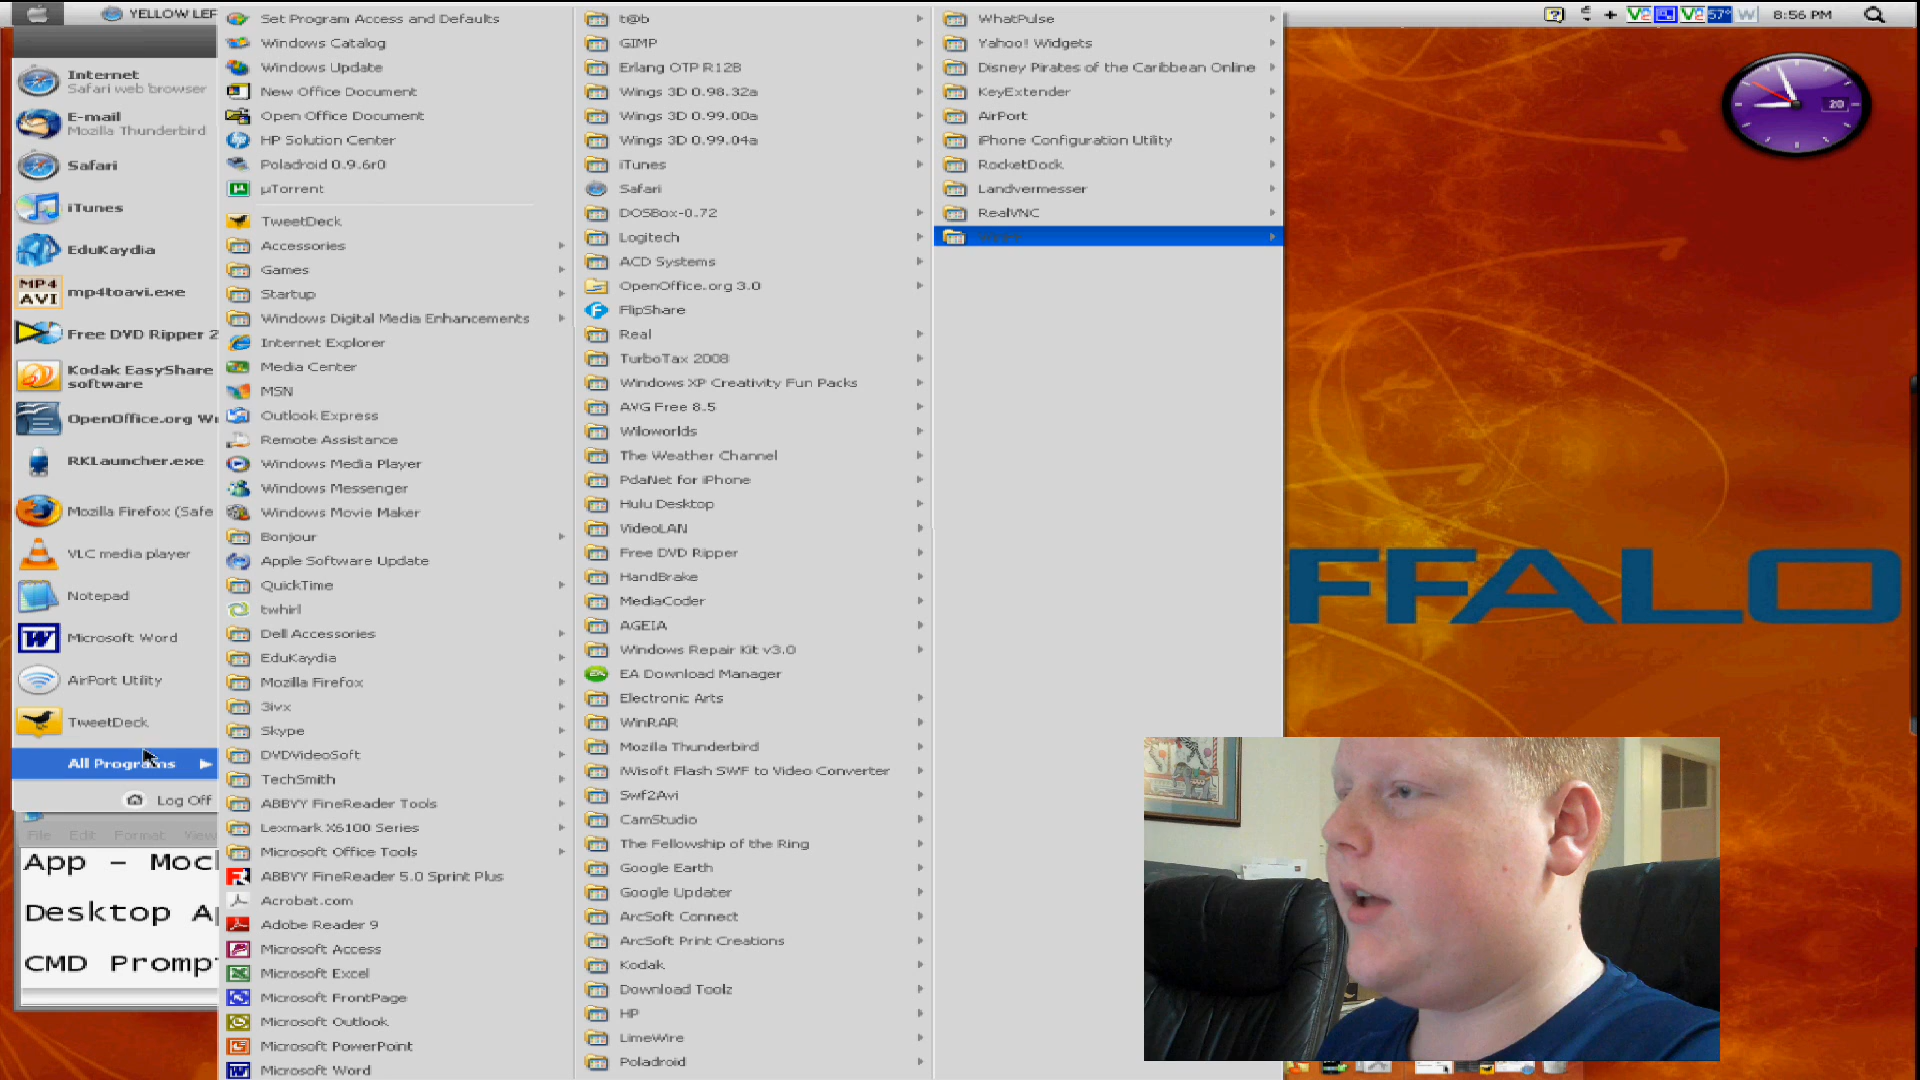 YELLOW LEF
8:56 PM
57°
20
Internet
Safari web browser
E-mail
Mozilla Thunderbird
Safari
iTunes
EduKaydia
MP4
AVI
mp4toavi.exe
Free DVD Ripper 2
Kodak EasyShare
software
OpenOffice.org Wr
RKLauncher.exe
Mozilla Firefox (Safe
VLC media player
Notepad
Microsoft Word
AirPort Utility
TweetDeck
All Programs
Log Off
File Edit Format View
App - Moc
Desktop Ap
CMD Promp
Set Program Access and Defaults
Windows Catalog
Windows Update
New Office Document
Open Office Document
HP Solution Center
Poladroid 0.9.6r0
µTorrent
TweetDeck
Accessories
Games
Startup
Windows Digital Media Enhancements
Internet Explorer
Media Center
MSN
Outlook Express
Remote Assistance
Windows Media Player
Windows Messenger
Windows Movie Maker
Bonjour
Apple Software Update
QuickTime
twhirl
Dell Accessories
EduKaydia
Mozilla Firefox
3ivx
Skype
DVDVideoSoft
TechSmith
ABBYY FineReader Tools
Lexmark X6100 Series
Microsoft Office Tools
ABBYY FineReader 5.0 Sprint Plus
Acrobat.com
Adobe Reader 9
Microsoft Access
Microsoft Excel
Microsoft FrontPage
Microsoft Outlook
Microsoft PowerPoint
Microsoft Word
t@b
GIMP
Erlang OTP R12B
Wings 3D 0.98.32a
Wings 3D 0.99.00a
Wings 3D 0.99.04a
iTunes
Safari
DOSBox-0.72
Logitech
ACD Systems
OpenOffice.org 3.0
FlipShare
Real
TurboTax 2008
Windows XP Creativity Fun Packs
AVG Free 8.5
Wiloworlds
The Weather Channel
PdaNet for iPhone
Hulu Desktop
VideoLAN
Free DVD Ripper
HandBrake
MediaCoder
AGEIA
Windows Repair Kit v3.0
EA Download Manager
Electronic Arts
WinRAR
Mozilla Thunderbird
iWisoft Flash SWF to Video Converter
Swf2Avi
CamStudio
The Fellowship of the Ring
Google Earth
Google Updater
ArcSoft Connect
ArcSoft Print Creations
Kodak
Download Toolz
HP
LimeWire
Poladroid
WhatPulse
Yahoo! Widgets
Disney Pirates of the Caribbean Online
KeyExtender
AirPort
iPhone Configuration Utility
RocketDock
Landvermesser
RealVNC
FFALO